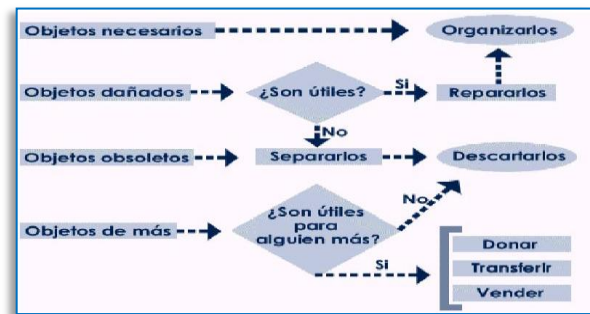 Objetos necesarios
Organizarlos
Objetos dañados
¿Son útiles?
Si
Repararlos
No
Objetos obsoletos
Separarlos
Descartarlos
Objetos de más
¿Son útiles
para
alguien más?
No
Si
Donar
Transferir
Vender